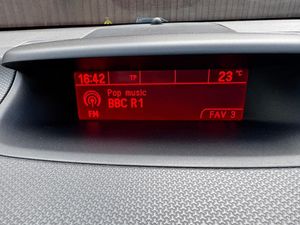 16:42 TP 23 °C
Pop music
BBC R1
FM FAV 3